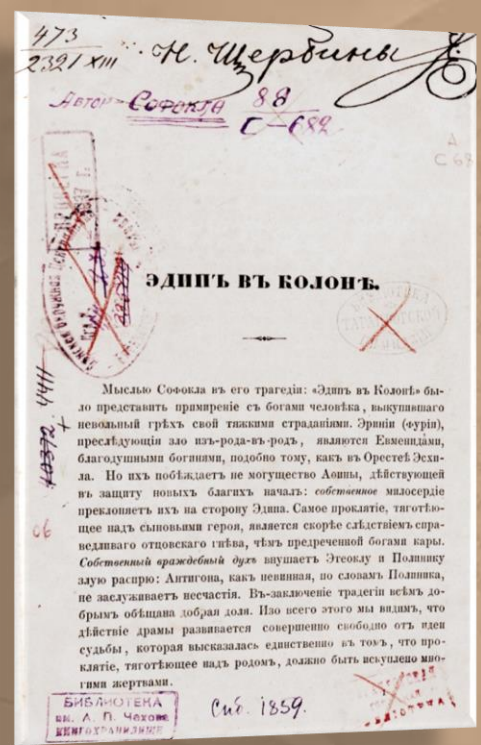 473
2321 XIII
Н. Щербины
Автор Софокла 88
С-682
С 68
ЭДИПЪ ВЪ КОЛОНѢ.
Мыслью Софокла въ его трагедіи: «Эдипъ въ Колонѣ» бы-
ло представить примиреніе съ богами человѣка, выкупившаго
невольный грѣхъ свой тяжкими страданіями. Эриніи (фуріи),
преслѣдующія зло изъ-рода-въ-родъ, являются Евменидами,
благодушными богинями, подобно тому, какъ въ Орестеѣ Эсхи-
ла. Но ихъ побѣждаетъ не могущество Аѳины, дѣйствующей
въ защиту новыхъ благихъ началъ: собственное милосердіе
преклоняетъ ихъ на сторону Эдипа. Самое проклятіе, тяготѣю-
щее надъ сыновьями героя, является скорѣе слѣдствіемъ спра-
ведливаго отцовскаго гнѣва, чѣмъ предреченной богами кары.
Собственный враждебный духъ внушаетъ Этеоклу и Полинику
злую распрю: Антигона, какъ невинная, по словамъ Полиника,
не заслуживаетъ несчастія. Въ-заключеніе трагедіи всѣмъ до-
брымъ обѣщана добрая доля. Изо всего этого мы видимъ, что
дѣйствіе драмы развивается совершенно свободно отъ идеи
судьбы, которая высказалась единственно въ томъ, что про-
клятіе, тяготѣющее надъ родомъ, должно быть искуплено мно-
гими жертвами.
БИБЛИОТЕКА
им. А. П. Чехова
КНИГОХРАНИЛИЩЕ
Спб. 1859.